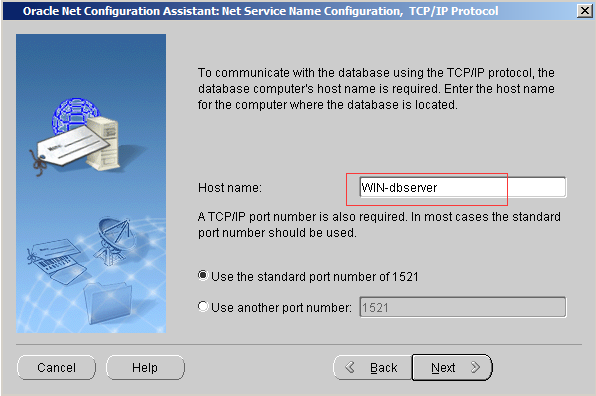 Oracle Net Configuration Assistant: Net Service Name Configuration, TCP/IP Protocol
To communicate with the database using the TCP/IP protocol, the
database computer's host name is required. Enter the host name
for the computer where the database is located.
Host name: WIN-dbserver
A TCP/IP port number is also required. In most cases the standard
port number should be used.
Use the standard port number of 1521
Use another port number: 1521
Cancel Help Back Next